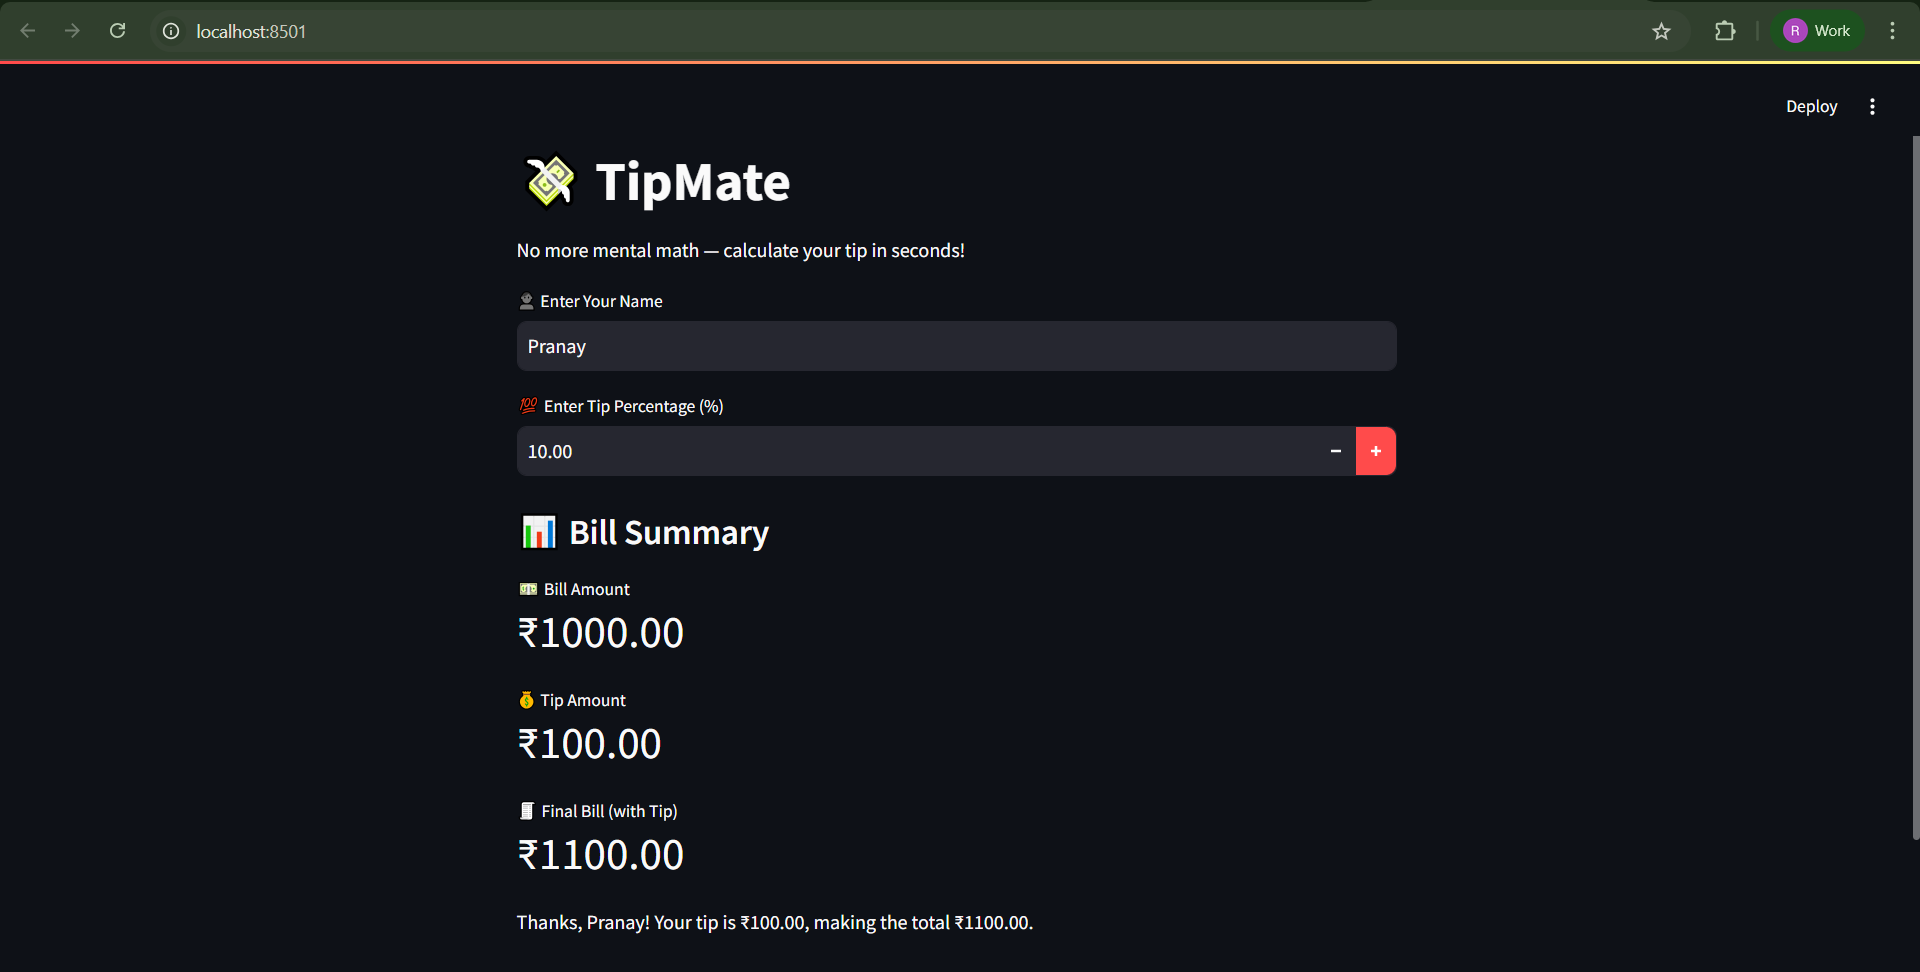 localhost:8501
R Work
Deploy
TipMate
No more mental math — calculate your tip in seconds!
Enter Your Name
Pranay
💯 Enter Tip Percentage (%)
10.00 − +
Bill Summary
Bill Amount
₹1000.00
Tip Amount
₹100.00
Final Bill (with Tip)
₹1100.00
Thanks, Pranay! Your tip is ₹100.00, making the total ₹1100.00.